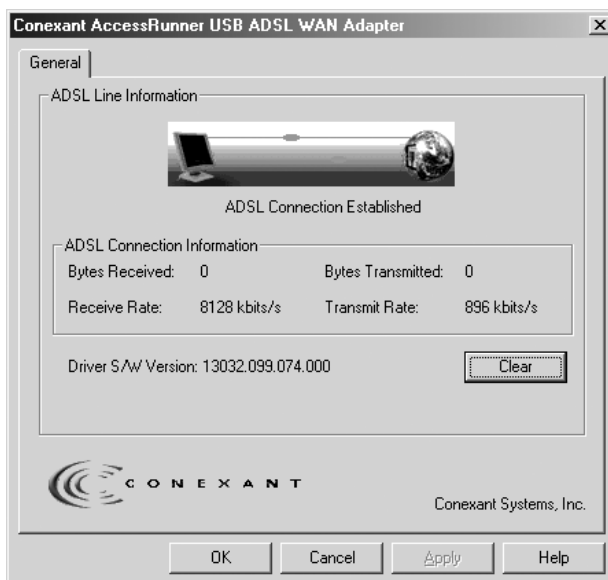 Conexant AccessRunner USB ADSL WAN Adapter
General
ADSL Line Information
ADSL Connection Established
ADSL Connection Information
Bytes Received: 0 Bytes Transmitted: 0
Receive Rate: 8128 kbits/s Transmit Rate: 896 kbits/s
Driver S/W Version: 13032.099.074.000 Clear
CONEXANT
Conexant Systems, Inc.
OK Cancel Apply Help